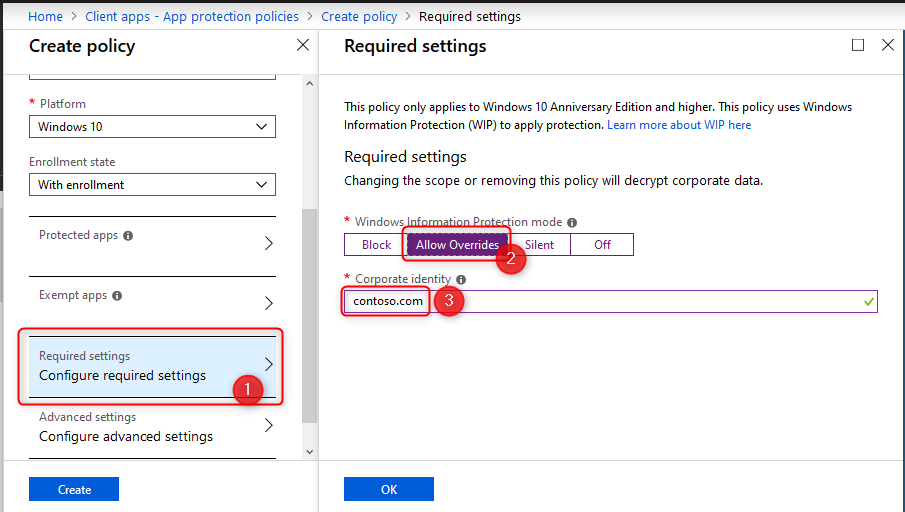 Home > Client apps - App protection policies > Create policy > Required settings
Create policy
* Platform
Windows 10
Enrollment state
With enrollment
Protected apps
Exempt apps
Required settings
Configure required settings
1
Advanced settings
Configure advanced settings
Create
Required settings
This policy only applies to Windows 10 Anniversary Edition and higher. This policy uses Windows
Information Protection (WIP) to apply protection. Learn more about WIP here
Required settings
Changing the scope or removing this policy will decrypt corporate data.
* Windows Information Protection mode
Block Allow Overrides Silent Off
2
* Corporate identity
contoso.com
3
OK